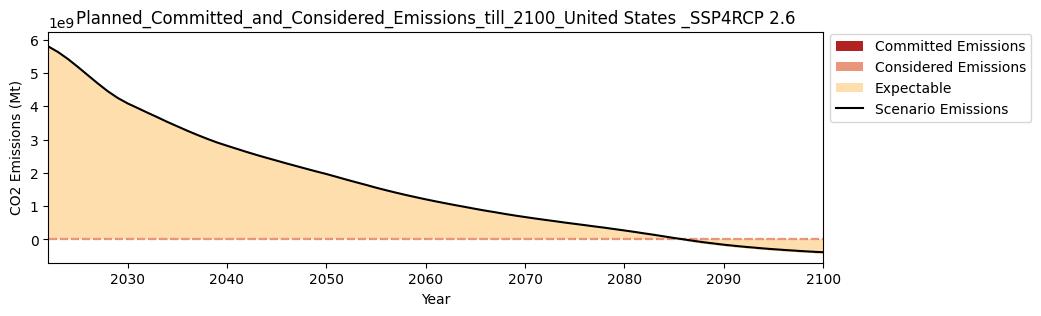 Planned_Committed_and_Considered_Emissions_till_2100_United States _SSP4RCP 2.6
1e9
6
5
4
3
2
1
0
CO2 Emissions (Mt)
2030 2040 2050 2060 2070 2080 2090 2100
Year
Committed Emissions
Considered Emissions
Expectable
Scenario Emissions